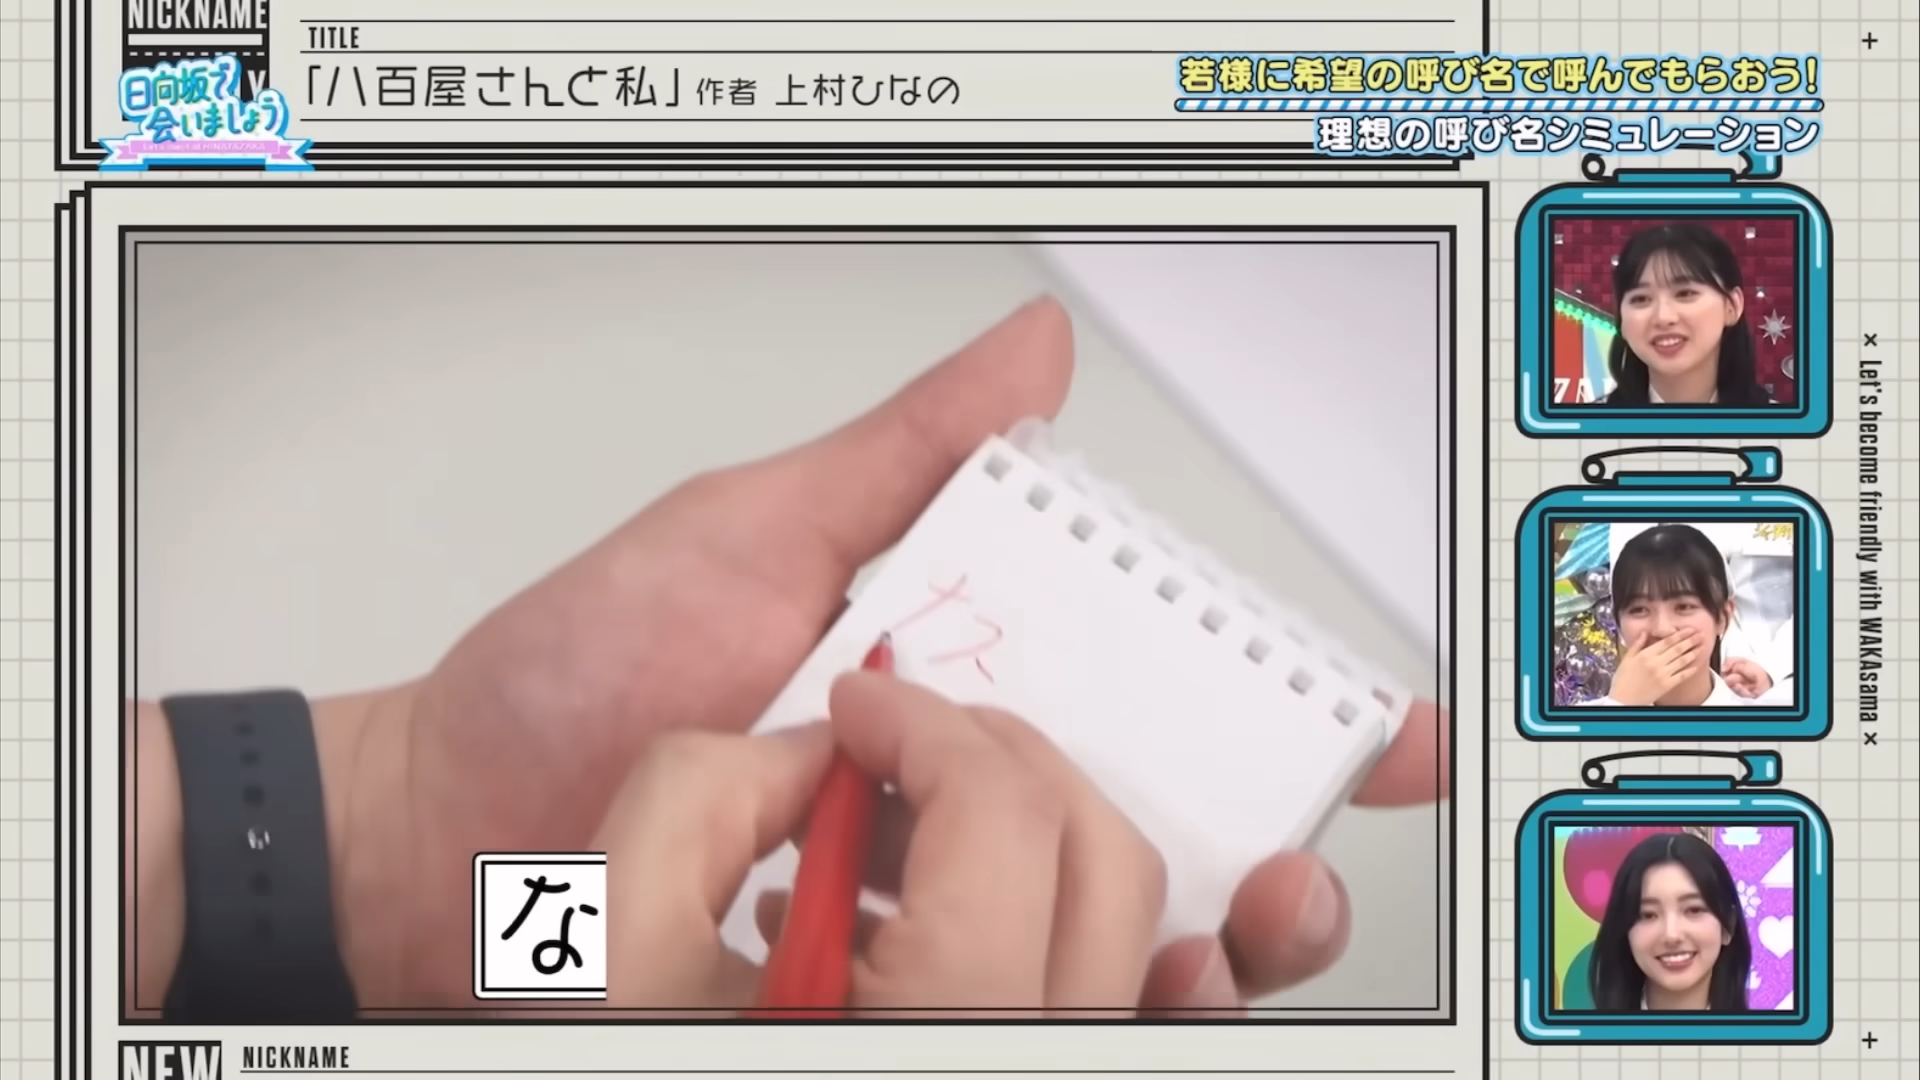 NICKNAME
TITLE
「八百屋さんと私」作者 上村ひなの
日向坂で
会いましょう
若様に希望の呼び名で呼んでもらおう!
理想の呼び名シミュレーション
× Let's become friendly with WAKAsama ×
な
NEW
NICKNAME